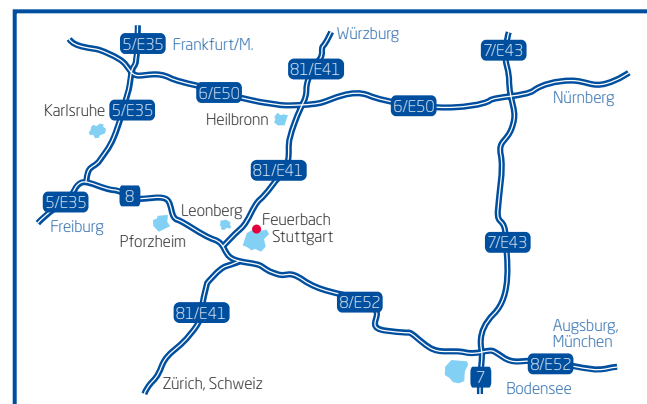 5/E35
Frankfurt/M.
Würzburg
7/E43
81/E41
6/E50
6/E50
Nürnberg
Karlsruhe
5/E35
Heilbronn
81/E41
5/E35
8
Leonberg
Feuerbach
Freiburg
Pforzheim
Stuttgart
7/E43
81/E41
8/E52
Augsburg,
München
8/E52
Zürich, Schweiz
7
Bodensee